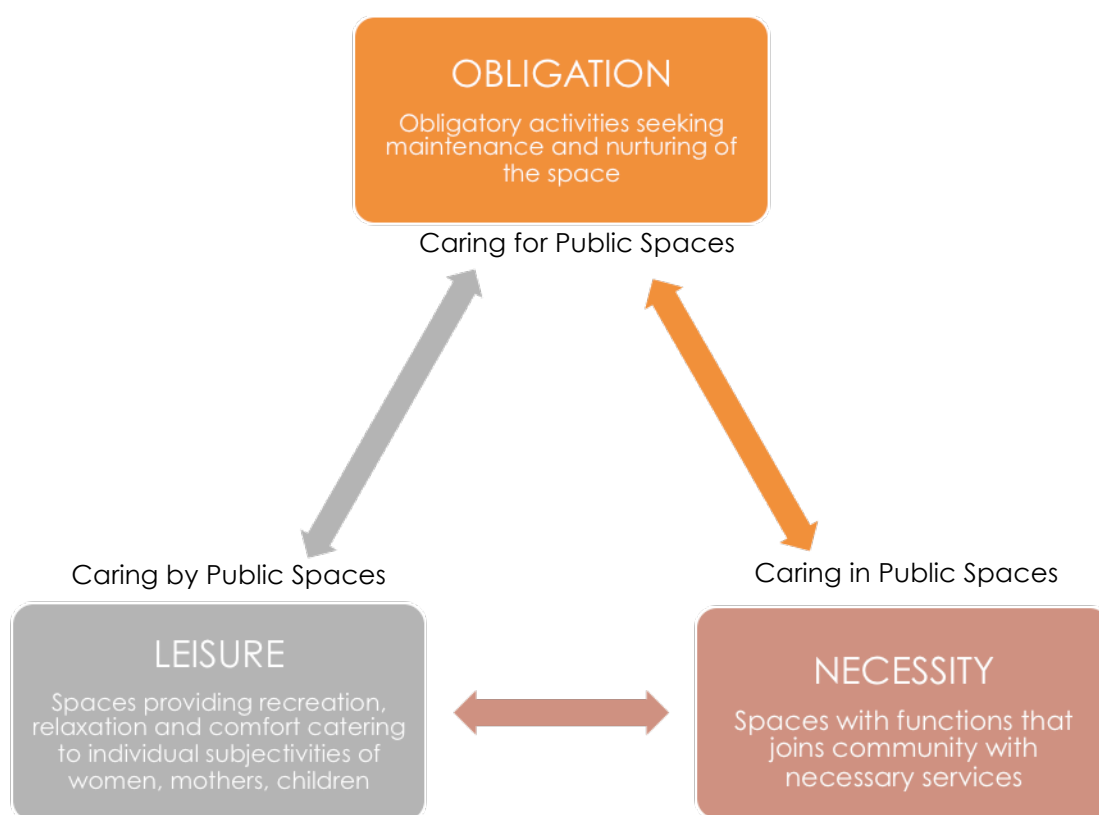 OBLIGATION
Obligatory activities seeking
maintenance and nurturing of
the space
Caring for Public Spaces
Caring by Public Spaces
LEISURE
Spaces providing recreation,
relaxation and comfort catering
to individual subjectivities of
women, mothers, children
Caring in Public Spaces
NECESSITY
Spaces with functions that
joins community with
necessary services